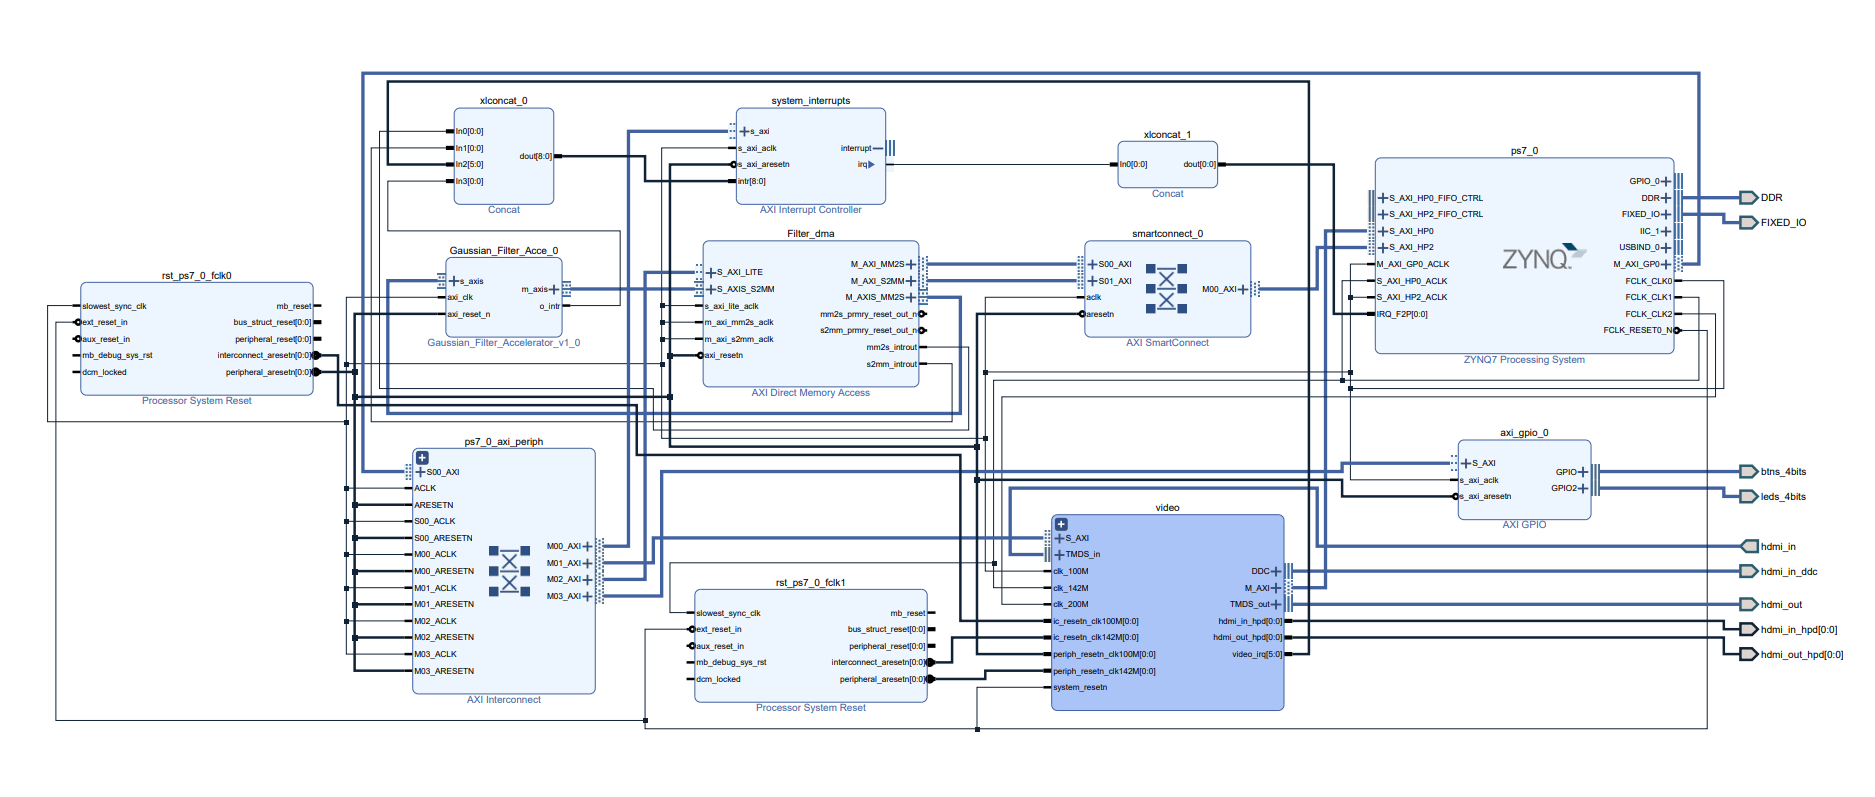 xlconcat_0
In0[0:0]
In1[0:0]
In2[5:0]
In3[0:0]
dout[8:0]
Concat
system_interrupts
s_axi
s_axi_aclk
s_axi_aresetn
intr[8:0]
interrupt
irq
AXI Interrupt Controller
xlconcat_1
In0[0:0]
dout[0:0]
Concat
ps7_0
S_AXI_HP0_FIFO_CTRL
S_AXI_HP2_FIFO_CTRL
S_AXI_HP0
S_AXI_HP2
M_AXI_GP0_ACLK
S_AXI_HP0_ACLK
S_AXI_HP2_ACLK
IRQ_F2P[0:0]
ZYNQ
GPIO_0
DDR
FIXED_IO
IIC_1
USBIND_0
M_AXI_GP0
FCLK_CLK0
FCLK_CLK1
FCLK_CLK2
FCLK_RESET0_N
ZYNQ7 Processing System
DDR
FIXED_IO
rst_ps7_0_fclk0
slowest_sync_clk
ext_reset_in
aux_reset_in
mb_debug_sys_rst
dcm_locked
mb_reset
bus_struct_reset[0:0]
peripheral_reset[0:0]
interconnect_aresetn[0:0]
peripheral_aresetn[0:0]
Processor System Reset
Gaussian_Filter_Acce_0
s_axis
axi_clk
axi_reset_n
m_axis
o_intr
Gaussian_Filter_Accelerator_v1_0
Filter_dma
S_AXI_LITE
S_AXIS_S2MM
s_axi_lite_aclk
m_axi_mm2s_aclk
m_axi_s2mm_aclk
axi_resetn
M_AXI_MM2S
M_AXI_S2MM
M_AXIS_MM2S
mm2s_prmry_reset_out_n
s2mm_prmry_reset_out_n
mm2s_introut
s2mm_introut
AXI Direct Memory Access
smartconnect_0
S00_AXI
S01_AXI
aclk
aresetn
M00_AXI
AXI SmartConnect
ps7_0_axi_periph
S00_AXI
ACLK
ARESETN
S00_ACLK
S00_ARESETN
M00_ACLK
M00_ARESETN
M01_ACLK
M01_ARESETN
M02_ACLK
M02_ARESETN
M03_ACLK
M03_ARESETN
M00_AXI
M01_AXI
M02_AXI
M03_AXI
AXI Interconnect
axi_gpio_0
S_AXI
s_axi_aclk
s_axi_aresetn
GPIO
GPIO2
AXI GPIO
btns_4bits
leds_4bits
rst_ps7_0_fclk1
slowest_sync_clk
ext_reset_in
aux_reset_in
mb_debug_sys_rst
dcm_locked
mb_reset
bus_struct_reset[0:0]
peripheral_reset[0:0]
interconnect_aresetn[0:0]
peripheral_aresetn[0:0]
Processor System Reset
video
S_AXI
TMDS_in
clk_100M
clk_142M
clk_200M
ic_resetn_clk100M[0:0]
ic_resetn_clk142M[0:0]
periph_resetn_clk100M[0:0]
periph_resetn_clk142M[0:0]
system_resetn
DDC
M_AXI
TMDS_out
hdmi_in_hpd[0:0]
hdmi_out_hpd[0:0]
video_irq[5:0]
hdmi_in
hdmi_in_ddc
hdmi_out
hdmi_in_hpd[0:0]
hdmi_out_hpd[0:0]